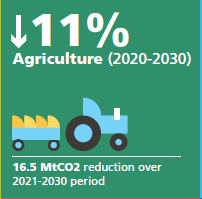 ↓11%
Agriculture (2020-2030)
16.5 MtCO2 reduction over
2021-2030 period